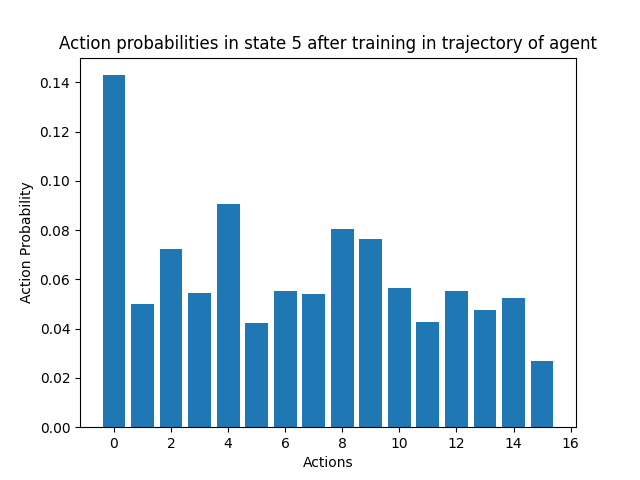 Action probabilities in state 5 after training in trajectory of agent
0.14
0.12
0.10
0.08
0.06
0.04
0.02
0.00
Action Probability
0 2 4 6 8 10 12 14 16
Actions